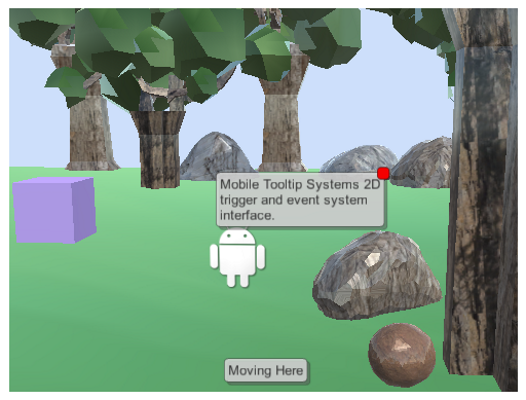 Mobile Tooltip Systems 2D
trigger and event system
interface.
Moving Here